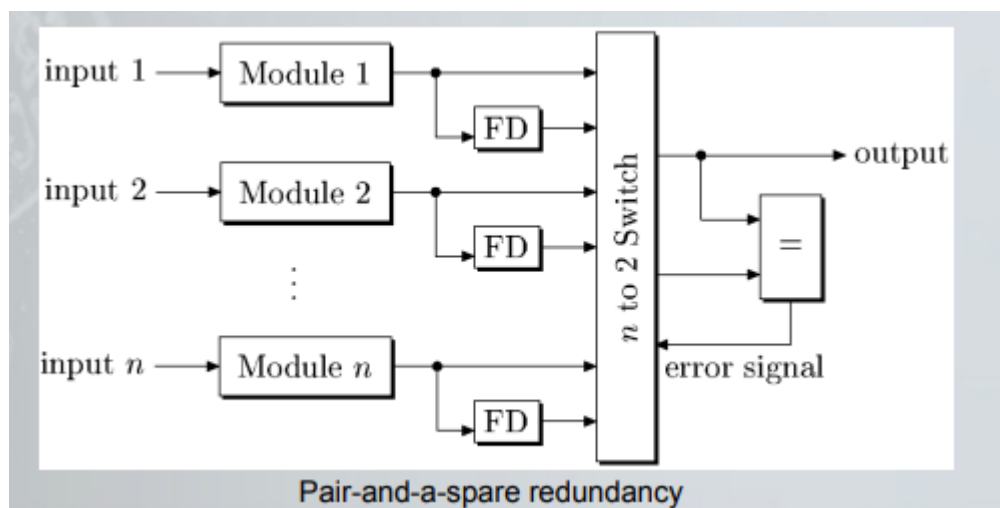 input 1
Module 1
FD
input 2
Module 2
FD
⋮
input n
Module n
FD
n to 2 Switch
output
=
error signal
Pair-and-a-spare redundancy